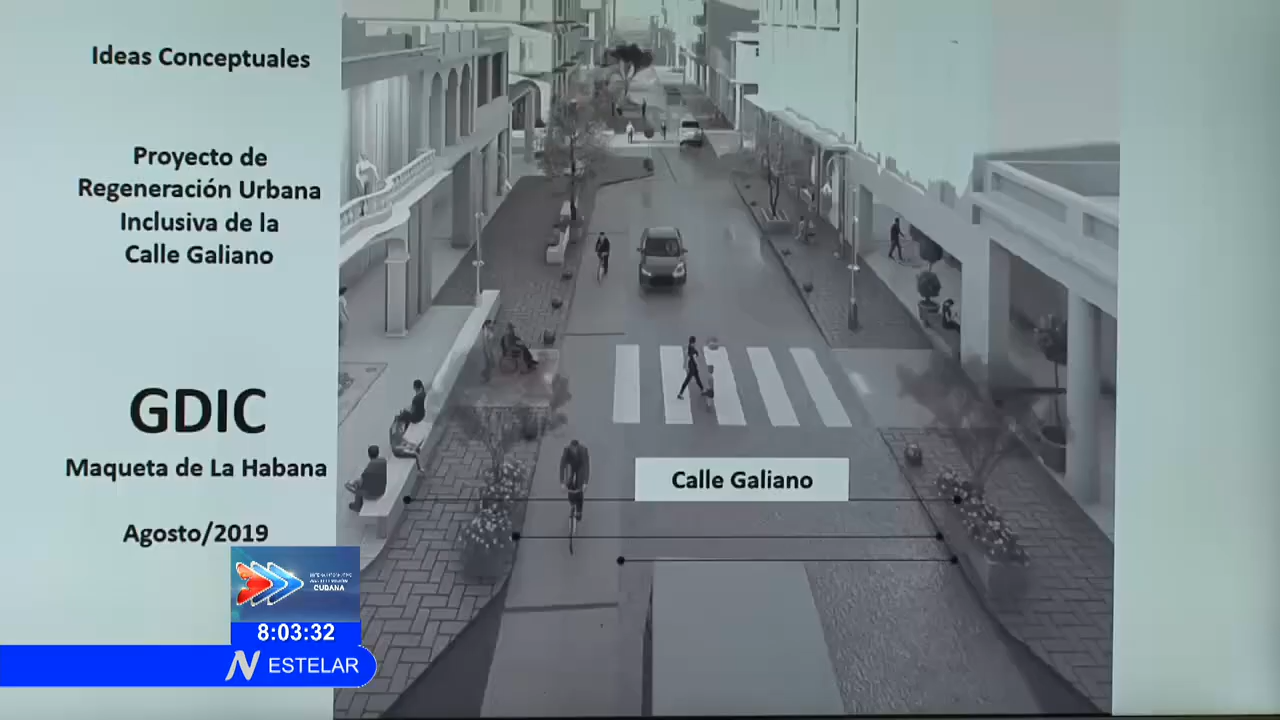 Ideas Conceptuales
Proyecto de
Regeneración Urbana
Inclusiva de la
Calle Galiano
GDIC
Maqueta de La Habana
Agosto/2019
Calle Galiano
CUBANA
8:03:32
N ESTELAR